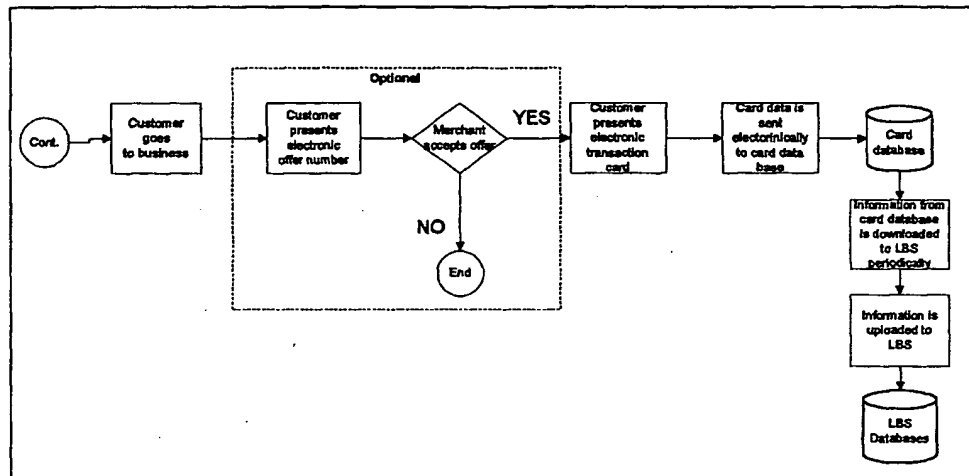 Optional
Cont.
Customer
goes
to business
Customer
presents
electronic
offer number
Merchant
accepts offer
YES
NO
End
Customer
presents
electronic
transaction
card
Card data is
sent
electorinically
to card data
base
Card
database
Information from
card database
is downloaded
to LBS
periodically
Information is
uploaded to
LBS
LBS
Databases